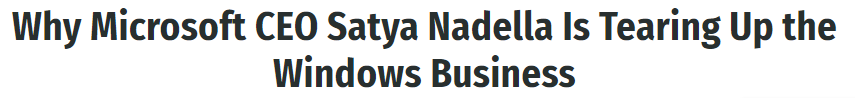 Why Microsoft CEO Satya Nadella Is Tearing Up the
Windows Business